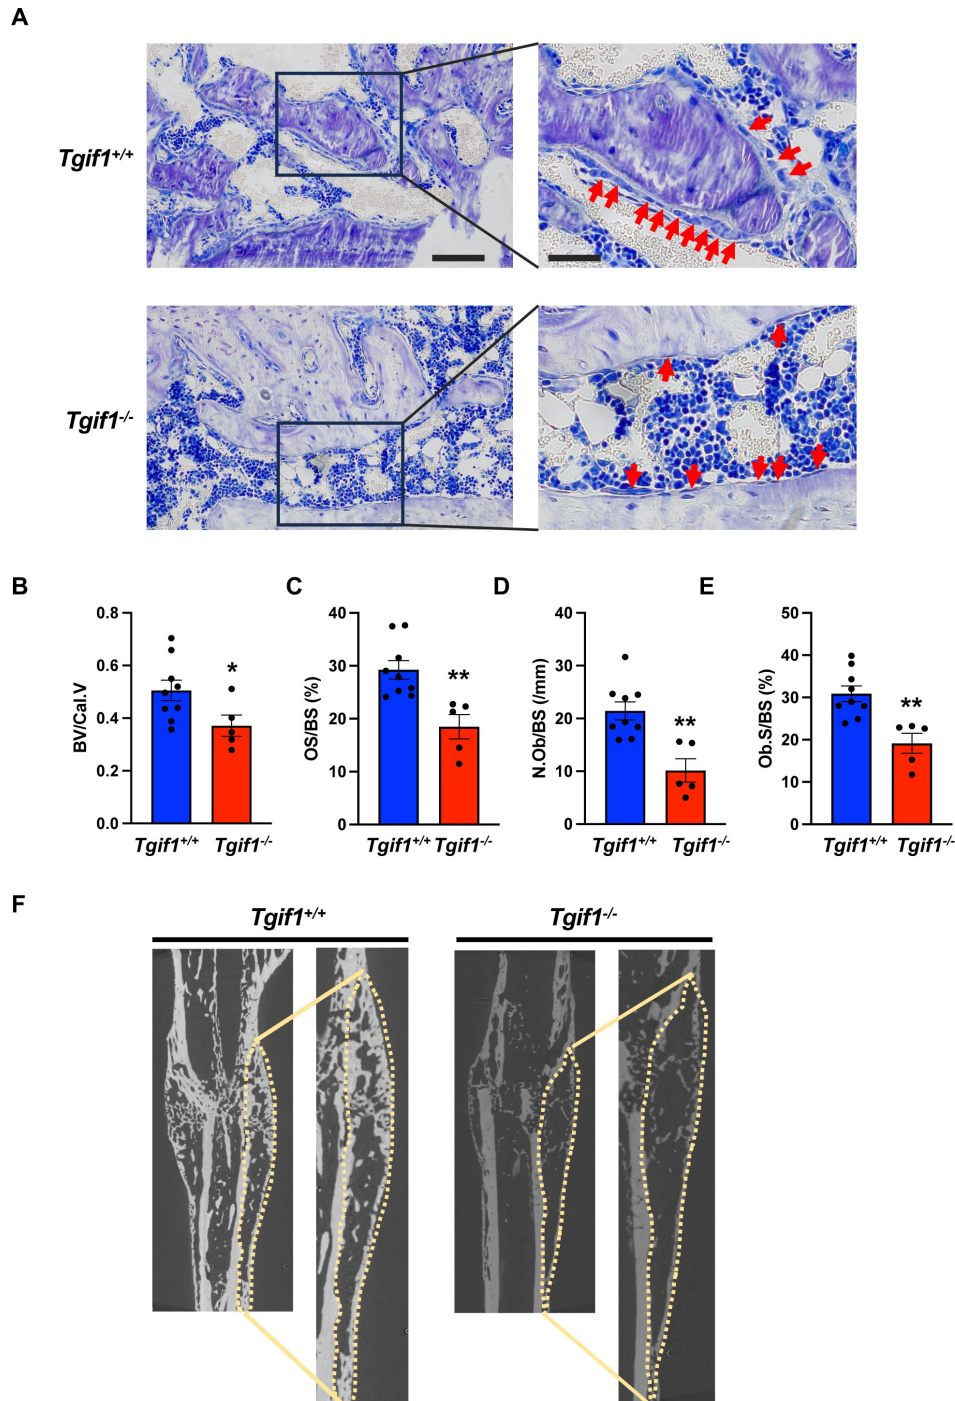 A
Tgif1+/+
Tgif1-/-
B
C
D
E
0.8
0.6
0.4
0.2
0.0
BV/Cal.V
*
Tgif1+/+
Tgif1-/-
40
30
20
10
0
OS/BS (%)
**
Tgif1+/+
Tgif1-/-
40
30
20
10
0
N.Ob/BS (/mm)
**
Tgif1+/+
Tgif1-/-
50
40
30
20
10
0
Ob.S/BS (%)
**
Tgif1+/+
Tgif1-/-
F
Tgif1+/+
Tgif1-/-